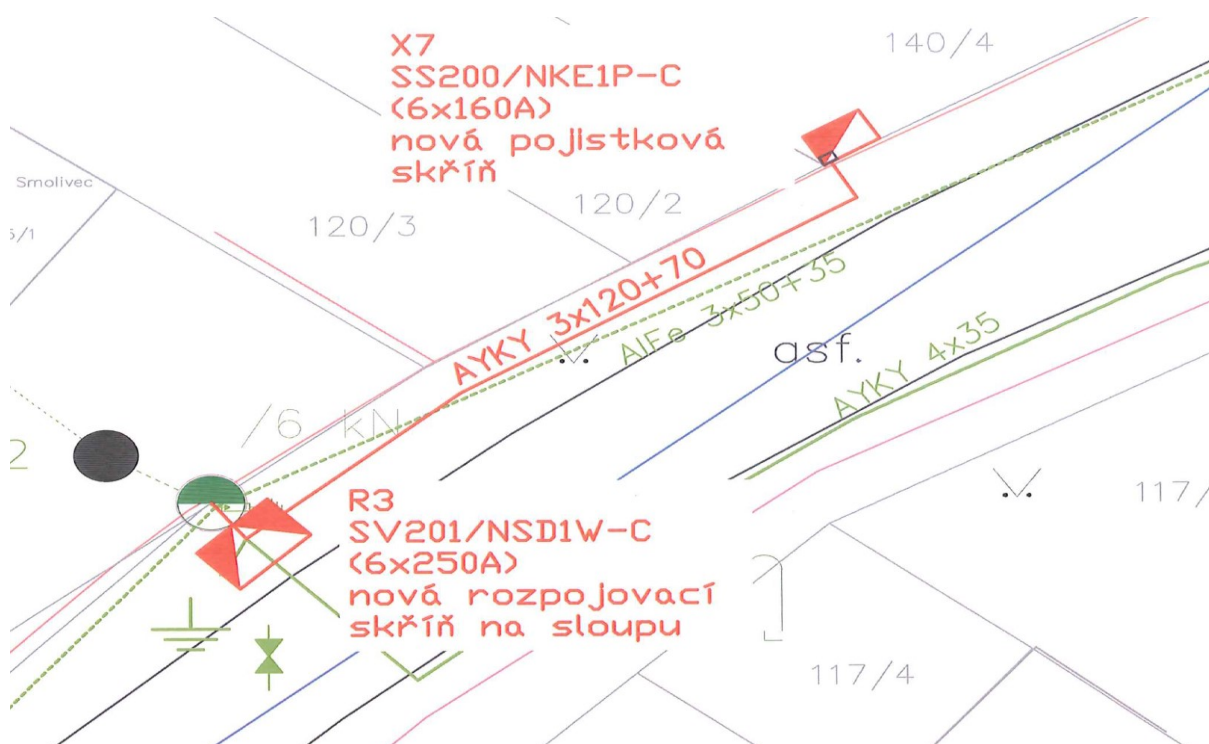 X7
SS200/NKE1P-C
(6x160A)
nová pojistková
skříň
140/4
Smolivec
120/3
120/2
AYKY 3x120+70
AlFe 3x50+35
asf.
AYKY 4x35
/6 kN
2
R3
SV201/NSD1W-C
(6x250A)
nová rozpojovací
skříň na sloupu
117/
117/4